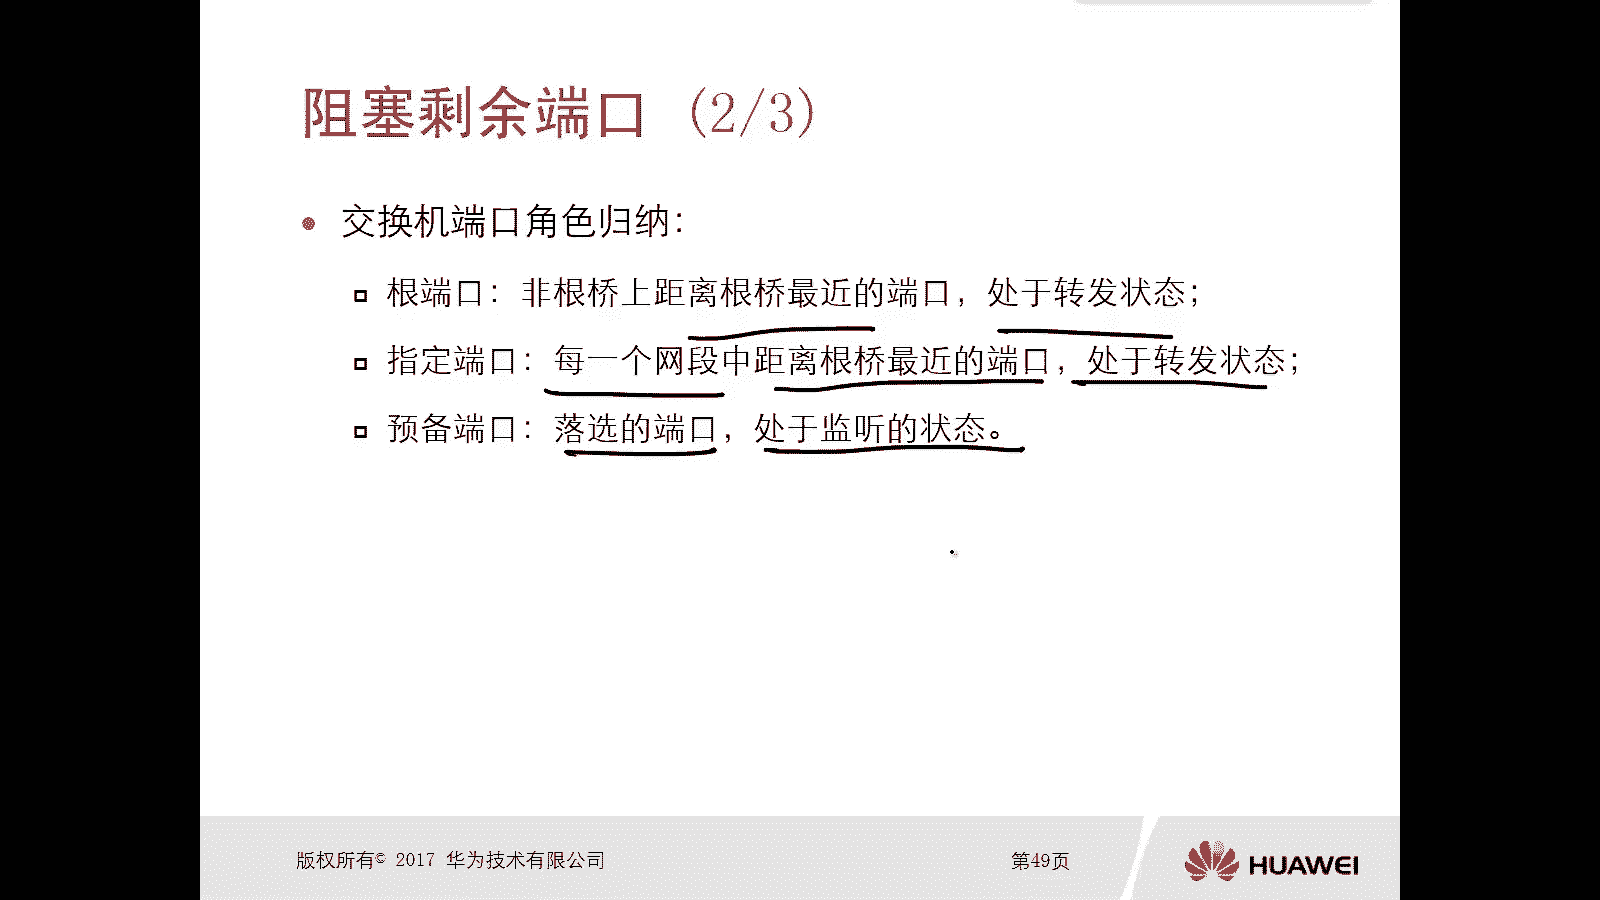 阻塞剩余端口 (2/3)
交换机端口角色归纳：
根端口：非根桥上距离根桥最近的端口，处于转发状态；
指定端口：每一个网段中距离根桥最近的端口，处于转发状态；
预备端口：落选的端口，处于监听的状态。
版权所有© 2017 华为技术有限公司
第49页
HUAWEI